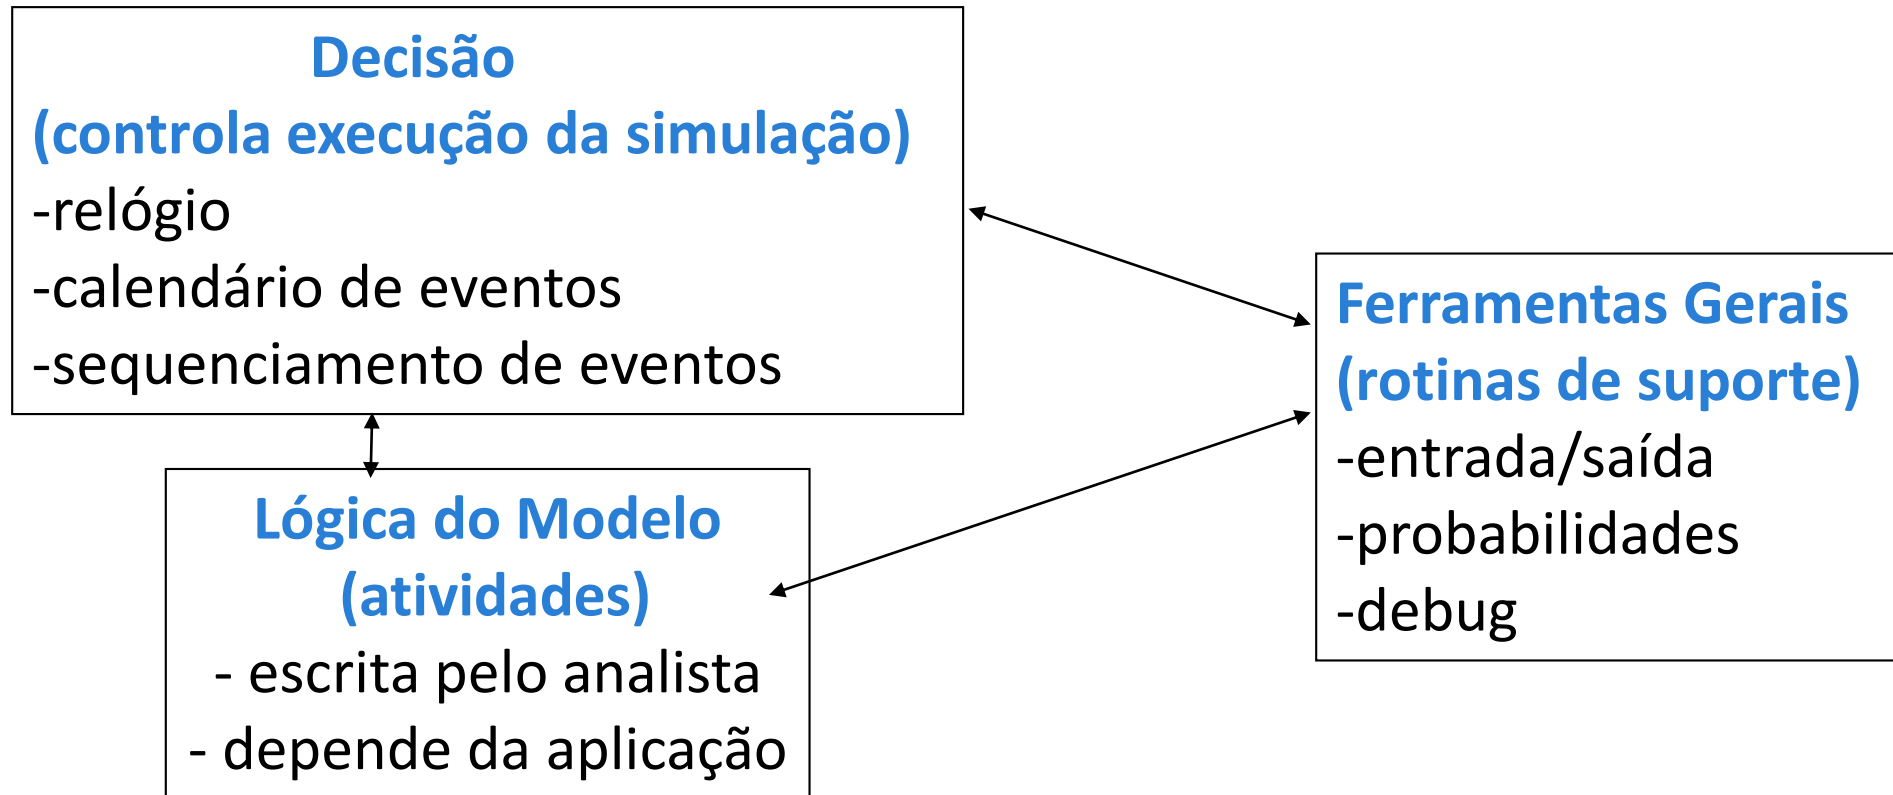 Decisão
(controla execução da simulação)
-relógio
-calendário de eventos
-sequenciamento de eventos
Lógica do Modelo
(atividades)
- escrita pelo analista
- depende da aplicação
Ferramentas Gerais
(rotinas de suporte)
-entrada/saída
-probabilidades
-debug